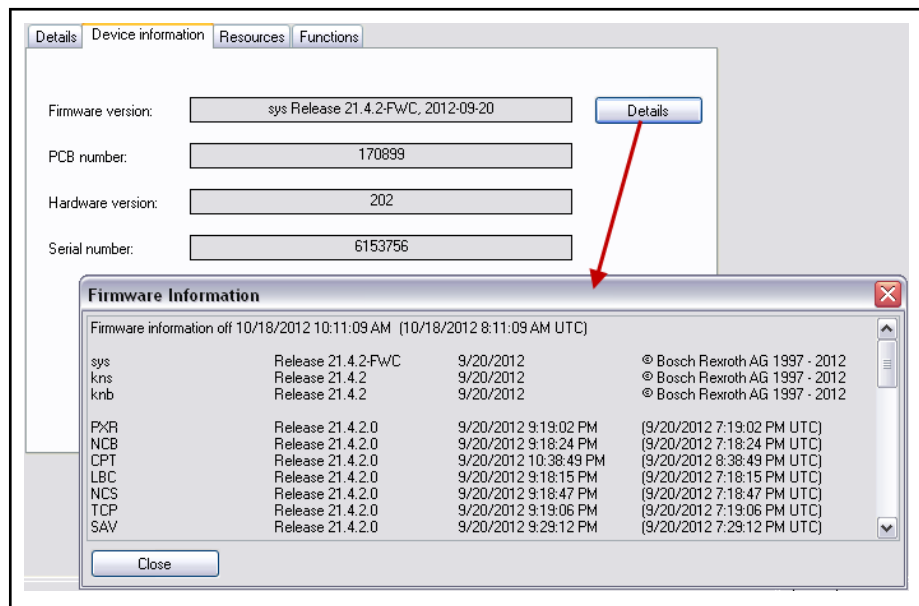 Details Device information Resources Functions
Firmware version: sys Release 21.4.2-FWC, 2012-09-20 Details
PCB number: 170899
Hardware version: 202
Serial number: 6153756
Firmware Information
Firmware information off 10/18/2012 10:11:09 AM (10/18/2012 8:11:09 AM UTC)
sys Release 21.4.2-FWC 9/20/2012 © Bosch Rexroth AG 1997 - 2012
kns Release 21.4.2 9/20/2012 © Bosch Rexroth AG 1997 - 2012
knb Release 21.4.2 9/20/2012 © Bosch Rexroth AG 1997 - 2012
PXR Release 21.4.2.0 9/20/2012 9:19:02 PM (9/20/2012 7:19:02 PM UTC)
NCB Release 21.4.2.0 9/20/2012 9:18:24 PM (9/20/2012 7:18:24 PM UTC)
CPT Release 21.4.2.0 9/20/2012 10:38:49 PM (9/20/2012 8:38:49 PM UTC)
LBC Release 21.4.2.0 9/20/2012 9:18:15 PM (9/20/2012 7:18:15 PM UTC)
NCS Release 21.4.2.0 9/20/2012 9:18:47 PM (9/20/2012 7:18:47 PM UTC)
TCP Release 21.4.2.0 9/20/2012 9:19:06 PM (9/20/2012 7:19:06 PM UTC)
SAV Release 21.4.2.0 9/20/2012 9:29:12 PM (9/20/2012 7:29:12 PM UTC)
Close